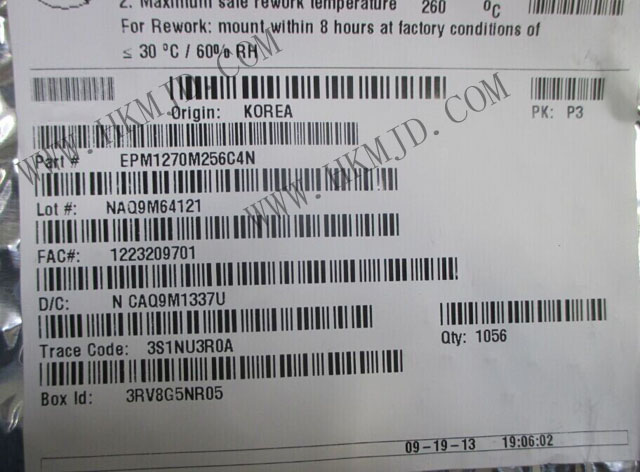 2. Maximum safe rework temperature 260 °C
For Rework: mount within 8 hours at factory conditions of
≤ 30 °C / 60% RH
Origin: KOREA
PK: P3
Part # EPM1270M256C4N
Lot #: NAQ9M64121
FAC#: 1223209701
D/C: N CAQ9M1337U
Qty: 1056
Trace Code: 3S1NU3R0A
Box Id: 3RV8G5NR05
09-19-13 19:06:02
WWW.HKMJD.COM
WWW.HKMJD.COM